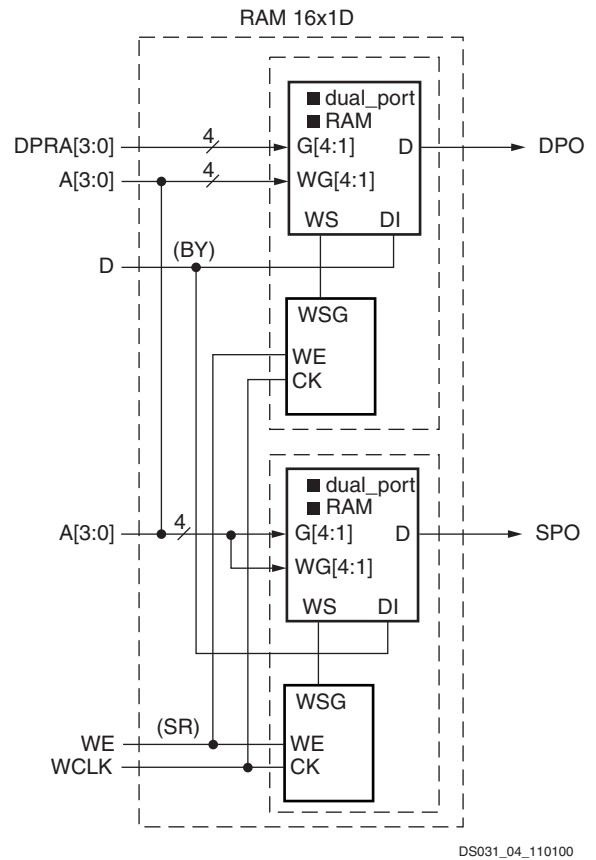 RAM 16x1D
dual_port
RAM
DPRA[3:0] 4 G[4:1] D DPO
A[3:0] 4 WG[4:1]
WS DI
D (BY)
WSG
WE
CK
dual_port
RAM
A[3:0] 4 G[4:1] D SPO
WG[4:1]
WS DI
WSG
WE (SR) WE
WCLK CK
DS031_04_110100